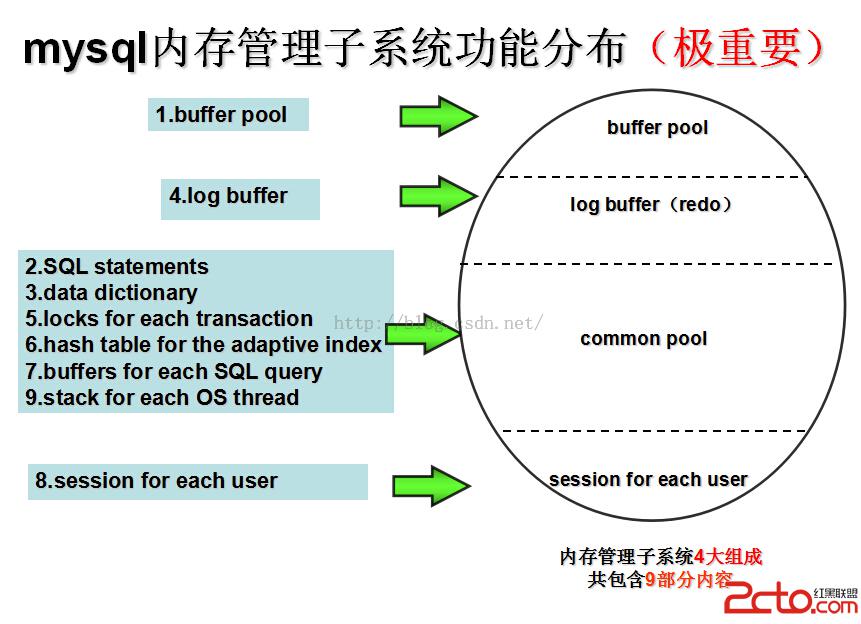 mysql内存管理子系统功能分布（极重要）
1.buffer pool
4.log buffer
2.SQL statements
3.data dictionary
5.locks for each transaction
6.hash table for the adaptive index
7.buffers for each SQL query
9.stack for each OS thread
8.session for each user
buffer pool
log buffer（redo）
common pool
session for each user
http://blog.csdn.net/
内存管理子系统4大组成
共包含9部分内容
2cto.com
红黑联盟